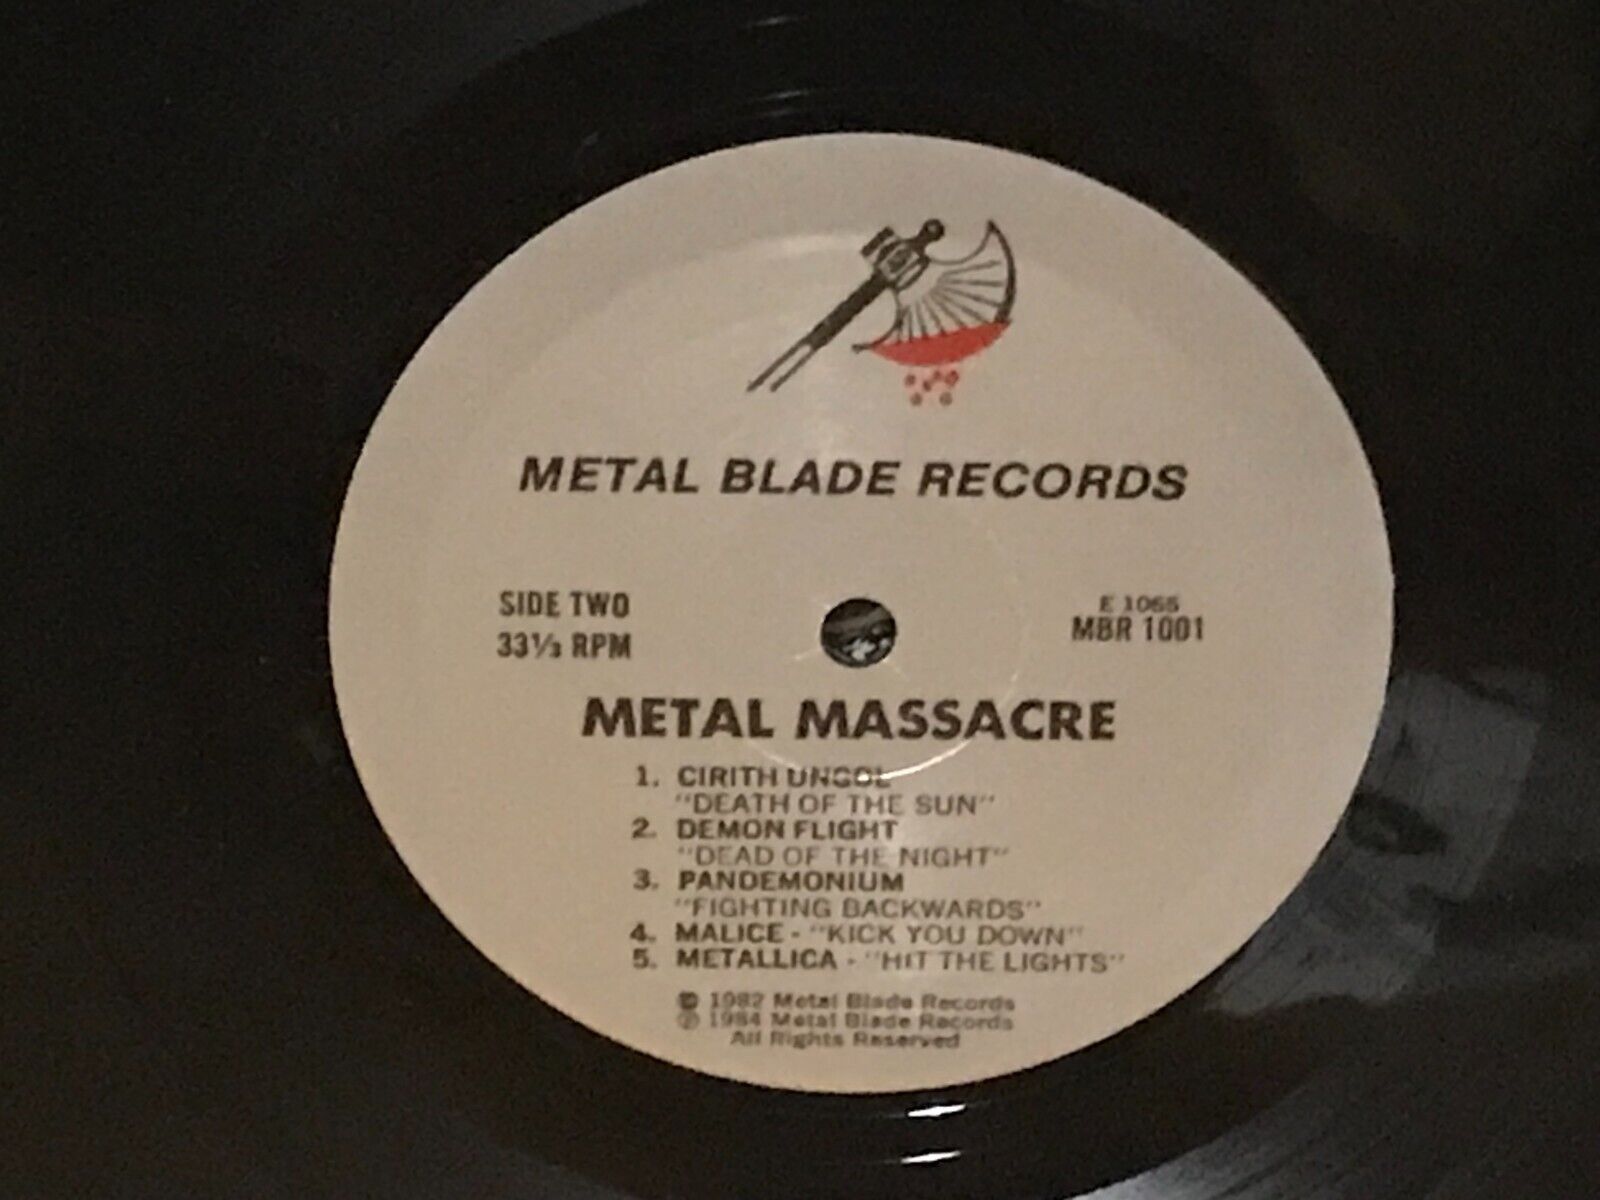 METAL BLADE RECORDS
SIDE TWO
33⅓ RPM
E 1065
MBR 1001
METAL MASSACRE
1. CIRITH UNGOL
"DEATH OF THE SUN"
2. DEMON FLIGHT
"DEAD OF THE NIGHT"
3. PANDEMONIUM
"FIGHTING BACKWARDS"
4. MALICE - "KICK YOU DOWN"
5. METALLICA - "HIT THE LIGHTS"
© 1982 Metal Blade Records
℗ 1984 Metal Blade Records
All Rights Reserved